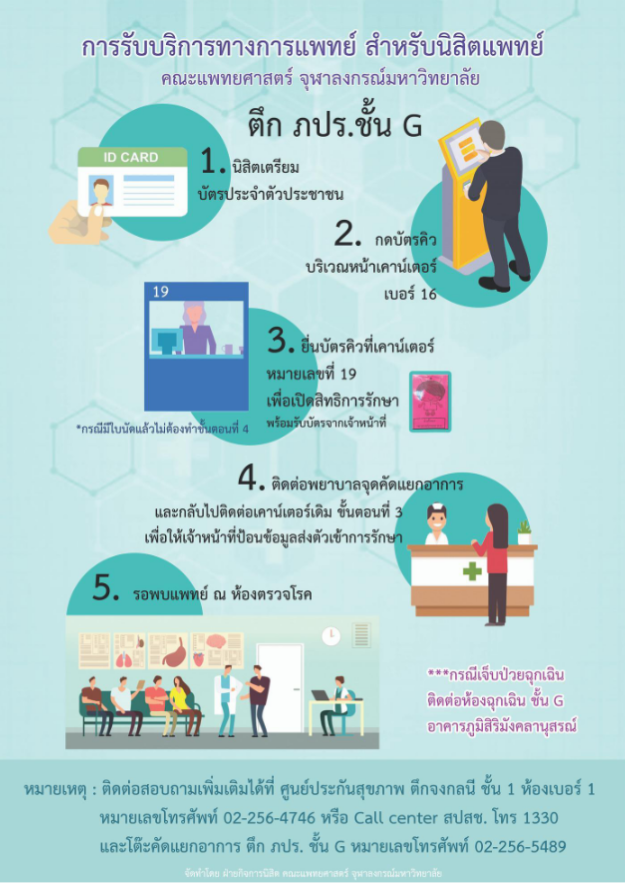 การรับบริการทางการแพทย์ สำหรับนิสิตแพทย์
คณะแพทยศาสตร์ จุฬาลงกรณ์มหาวิทยาลัย
ตึก ภปร.ชั้น G
ID CARD
1. นิสิตเตรียม
บัตรประจำตัวประชาชน
2. กดบัตรคิว
บริเวณหน้าเคาน์เตอร์
เบอร์ 16
19
3. ยื่นบัตรคิวที่เคาน์เตอร์
หมายเลขที่ 19
เพื่อเปิดสิทธิการรักษา
พร้อมรับบัตรจากเจ้าหน้าที่
*กรณีมีใบนัดแล้วไม่ต้องทำขั้นตอนที่ 4
4. ติดต่อพยาบาลจุดคัดแยกอาการ
และกลับไปติดต่อเคาน์เตอร์เดิม ขั้นตอนที่ 3
เพื่อให้เจ้าหน้าที่ป้อนข้อมูลส่งตัวเข้าการรักษา
5. รอพบแพทย์ ณ ห้องตรวจโรค
***กรณีเจ็บป่วยฉุกเฉิน
ติดต่อห้องฉุกเฉิน ชั้น G
อาคารภูมิสิริมังคลานุสรณ์
หมายเหตุ : ติดต่อสอบถามเพิ่มเติมได้ที่ ศูนย์ประกันสุขภาพ ตึกจงกลนี ชั้น 1 ห้องเบอร์ 1
หมายเลขโทรศัพท์ 02-256-4746 หรือ Call center สปสช. โทร 1330
และโต๊ะคัดแยกอาการ ตึก ภปร. ชั้น G หมายเลขโทรศัพท์ 02-256-5489
จัดทำโดย ฝ่ายกิจการนิสิต คณะแพทยศาสตร์ จุฬาลงกรณ์มหาวิทยาลัย